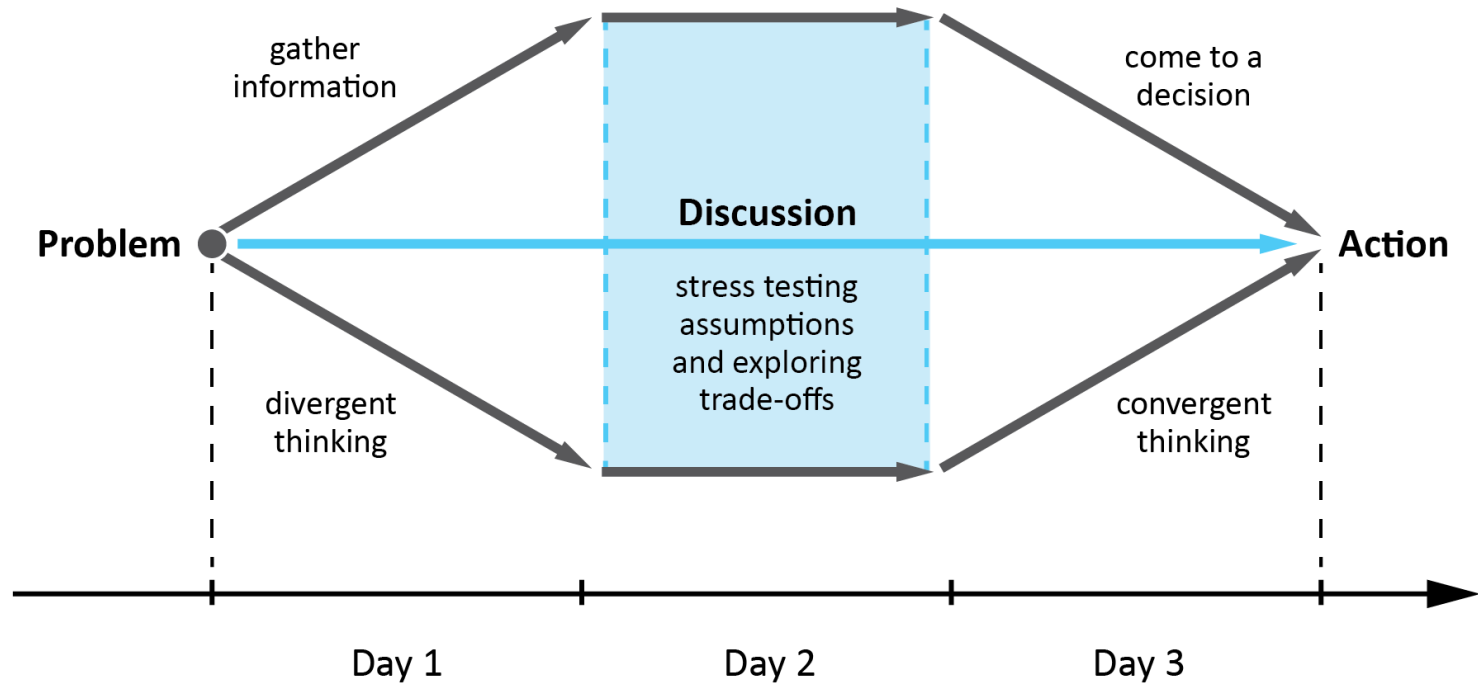 gather
information
divergent
thinking
Problem
Discussion
stress testing
assumptions
and exploring
trade-offs
come to a
decision
convergent
thinking
Action
Day 1
Day 2
Day 3